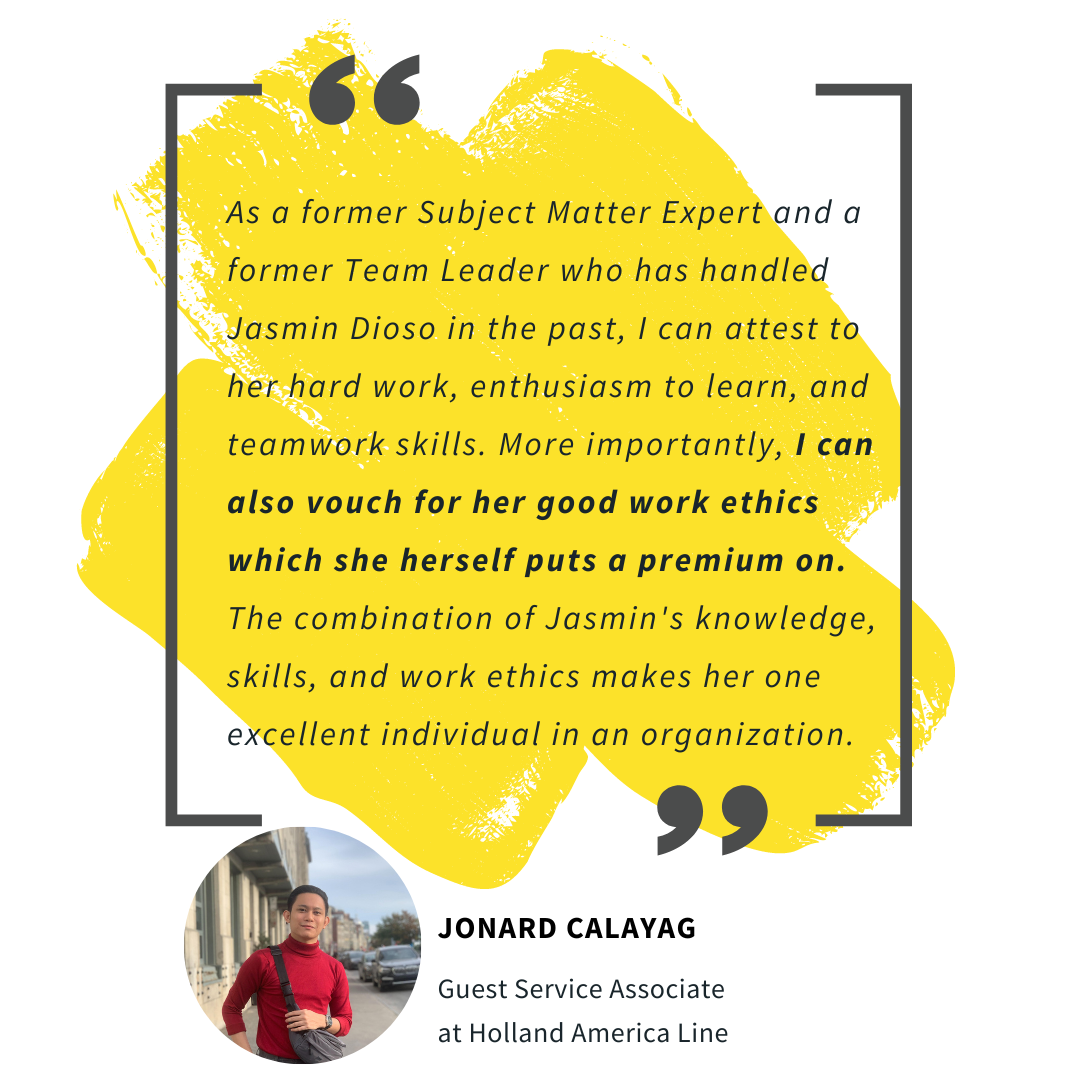 As a former Subject Matter Expert and a
former Team Leader who has handled
Jasmin Dioso in the past, I can attest to
her hard work, enthusiasm to learn, and
teamwork skills. More importantly, I can
also vouch for her good work ethics
which she herself puts a premium on.
The combination of Jasmin's knowledge,
skills, and work ethics makes her one
excellent individual in an organization.
JONARD CALAYAG
Guest Service Associate
at Holland America Line